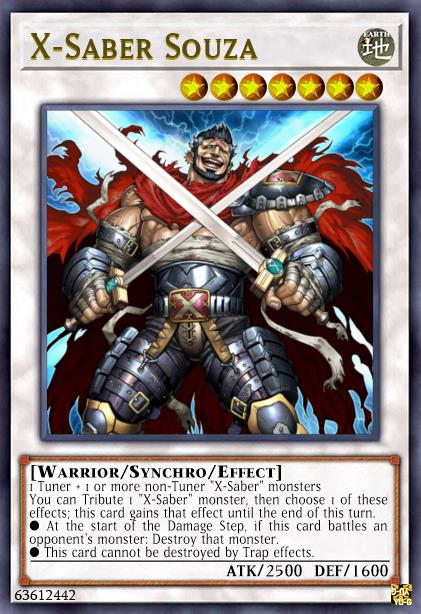 X-Saber Souza
EARTH
地
[Warrior/Synchro/Effect]
1 Tuner + 1 or more non-Tuner "X-Saber" monsters
You can Tribute 1 "X-Saber" monster, then choose 1 of these
effects; this card gains that effect until the end of this turn.
● At the start of the Damage Step, if this card battles an
opponent's monster: Destroy that monster.
● This card cannot be destroyed by Trap effects.
ATK/2500 DEF/1600
63612442